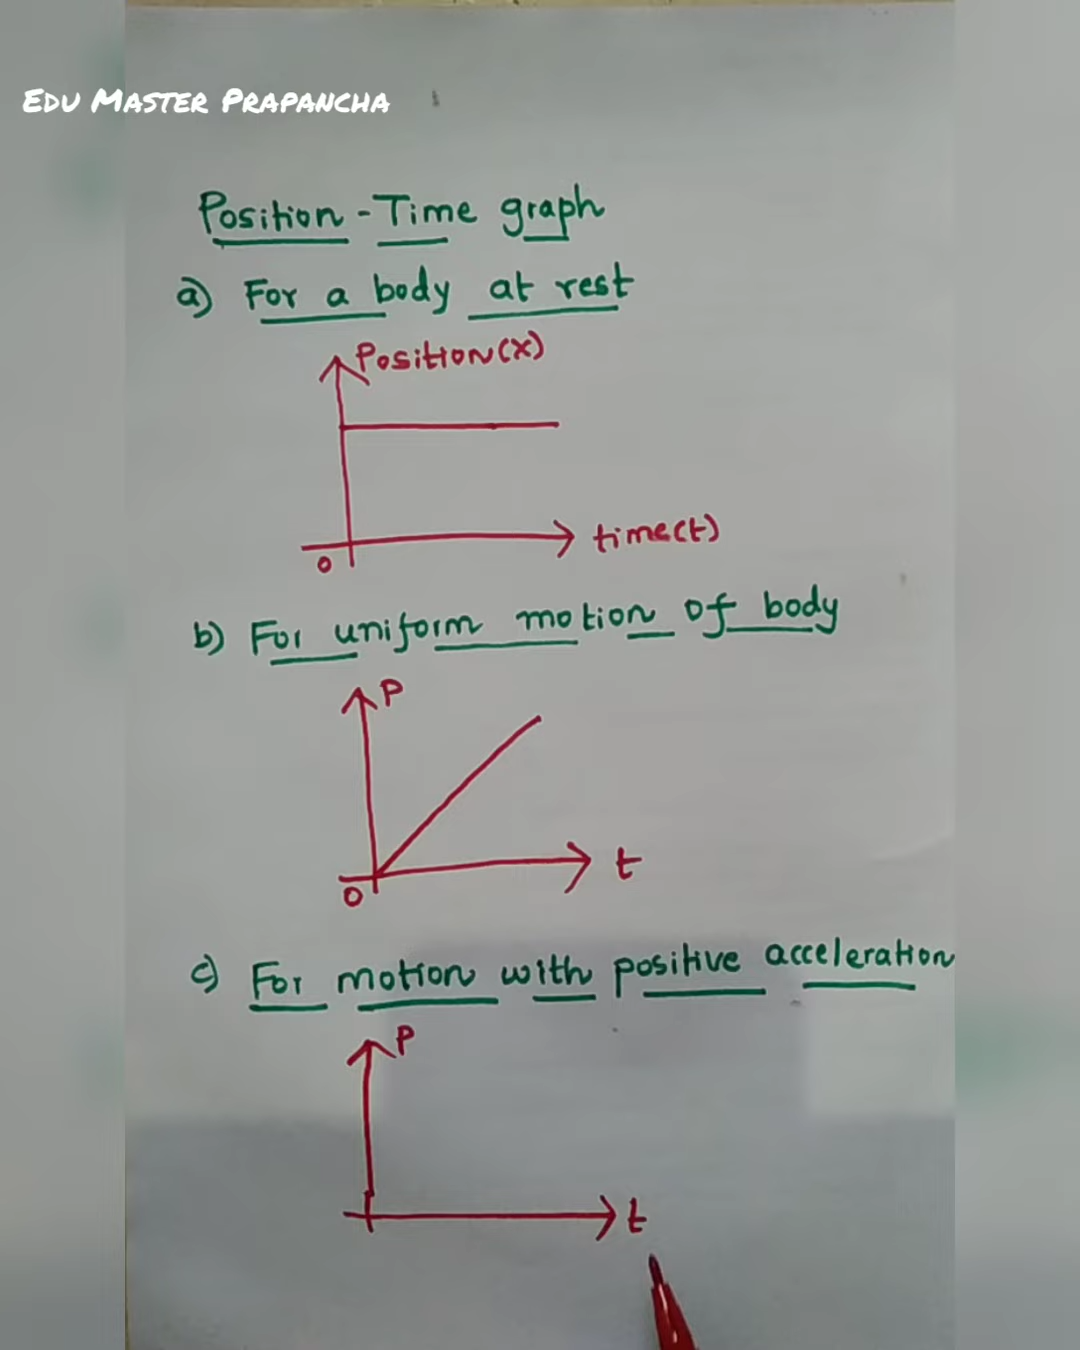 EDU MASTER PRAPANCHA
Position - Time graph
a) For a body at rest
Position(x)
time(t)
0
b) For uniform motion of body
P
t
0
c) For motion with positive acceleration
P
t